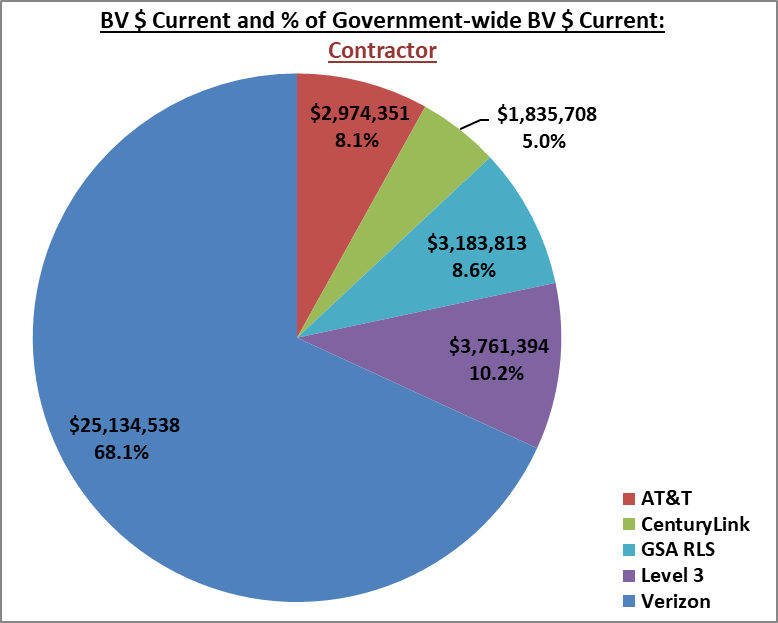 BV $ Current and % of Government-wide BV $ Current:
Contractor
$2,974,351
8.1%
$1,835,708
5.0%
$3,183,813
8.6%
$3,761,394
10.2%
$25,134,538
68.1%
AT&T
CenturyLink
GSA RLS
Level 3
Verizon